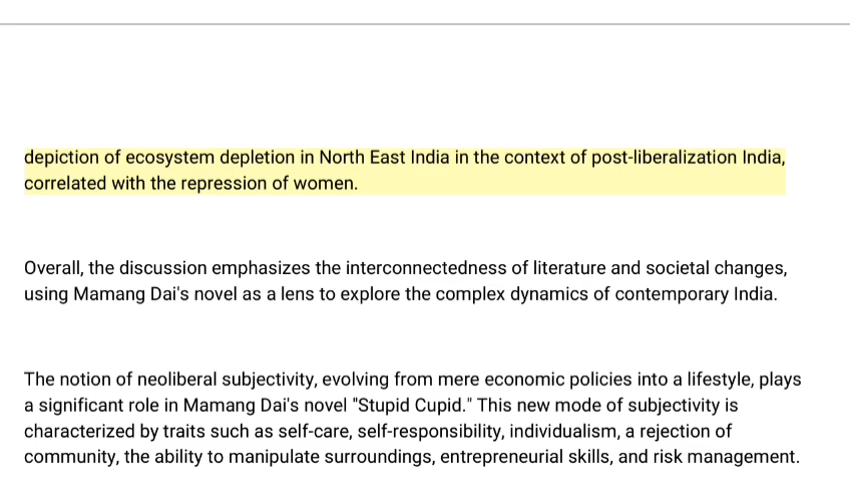 depiction of ecosystem depletion in North East India in the context of post-liberalization India,
correlated with the repression of women.
Overall, the discussion emphasizes the interconnectedness of literature and societal changes,
using Mamang Dai's novel as a lens to explore the complex dynamics of contemporary India.
The notion of neoliberal subjectivity, evolving from mere economic policies into a lifestyle, plays
a significant role in Mamang Dai's novel "Stupid Cupid." This new mode of subjectivity is
characterized by traits such as self-care, self-responsibility, individualism, a rejection of
community, the ability to manipulate surroundings, entrepreneurial skills, and risk management.